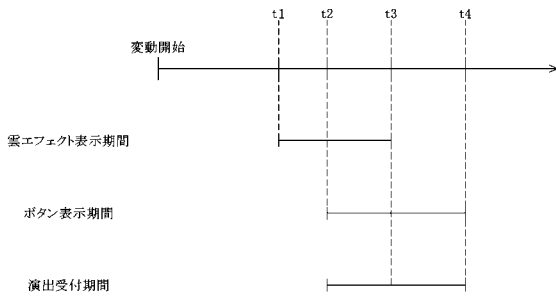 t1 t2 t3 t4
変動開始
雲エフェクト表示期間
ボタン表示期間
演出受付期間